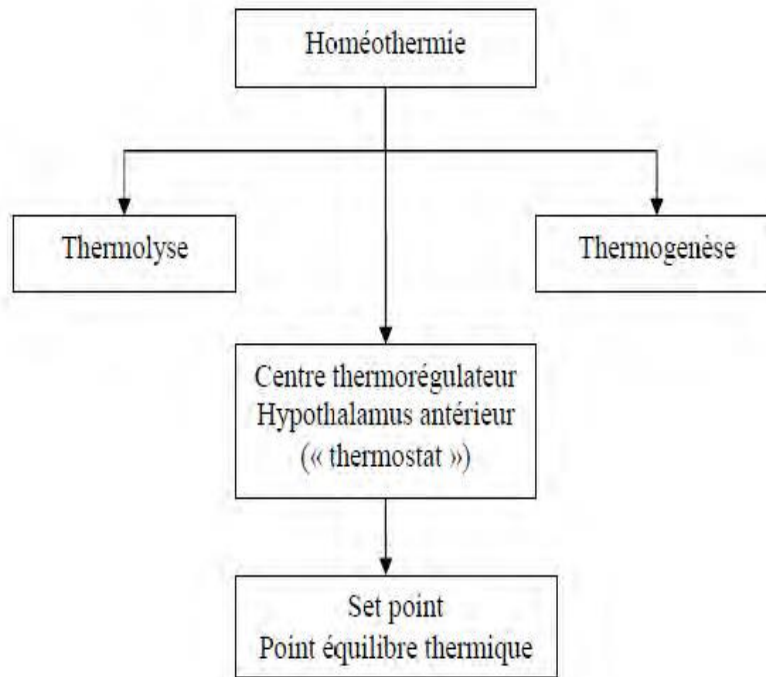 Homéothermie
Thermolyse
Thermogenèse
Centre thermorégulateur
Hypothalamus antérieur
(« thermostat »)
Set point
Point équilibre thermique